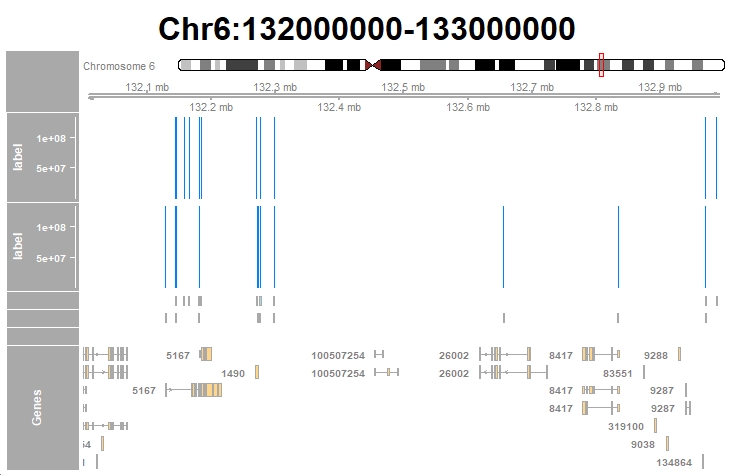 Chr6:132000000-133000000
Chromosome 6
132.1 mb 132.3 mb 132.5 mb 132.7 mb 132.9 mb
132.2 mb 132.4 mb 132.6 mb 132.8 mb
label
1e+08
5e+07
label
1e+08
5e+07
Genes
5167 100507254 26002 8417 9288
1490 100507254 26002 83551
5167 8417 9287
8417 9287
319100
9038
134864